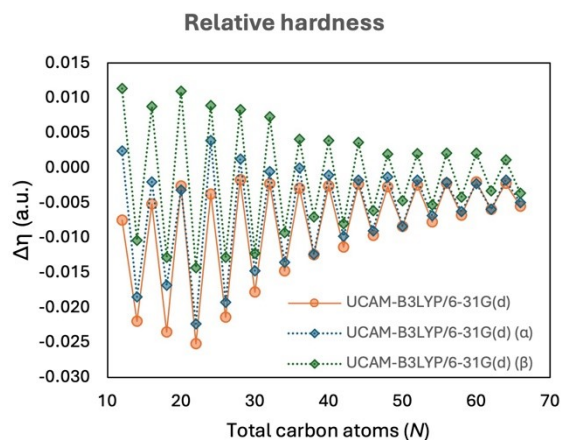 Relative hardness
0.015
0.010
0.005
0.000
-0.005
-0.010
-0.015
-0.020
-0.025
-0.030
Δη (a.u.)
10 20 30 40 50 60 70
Total carbon atoms (N)
UCAM-B3LYP/6-31G(d)
UCAM-B3LYP/6-31G(d) (α)
UCAM-B3LYP/6-31G(d) (β)